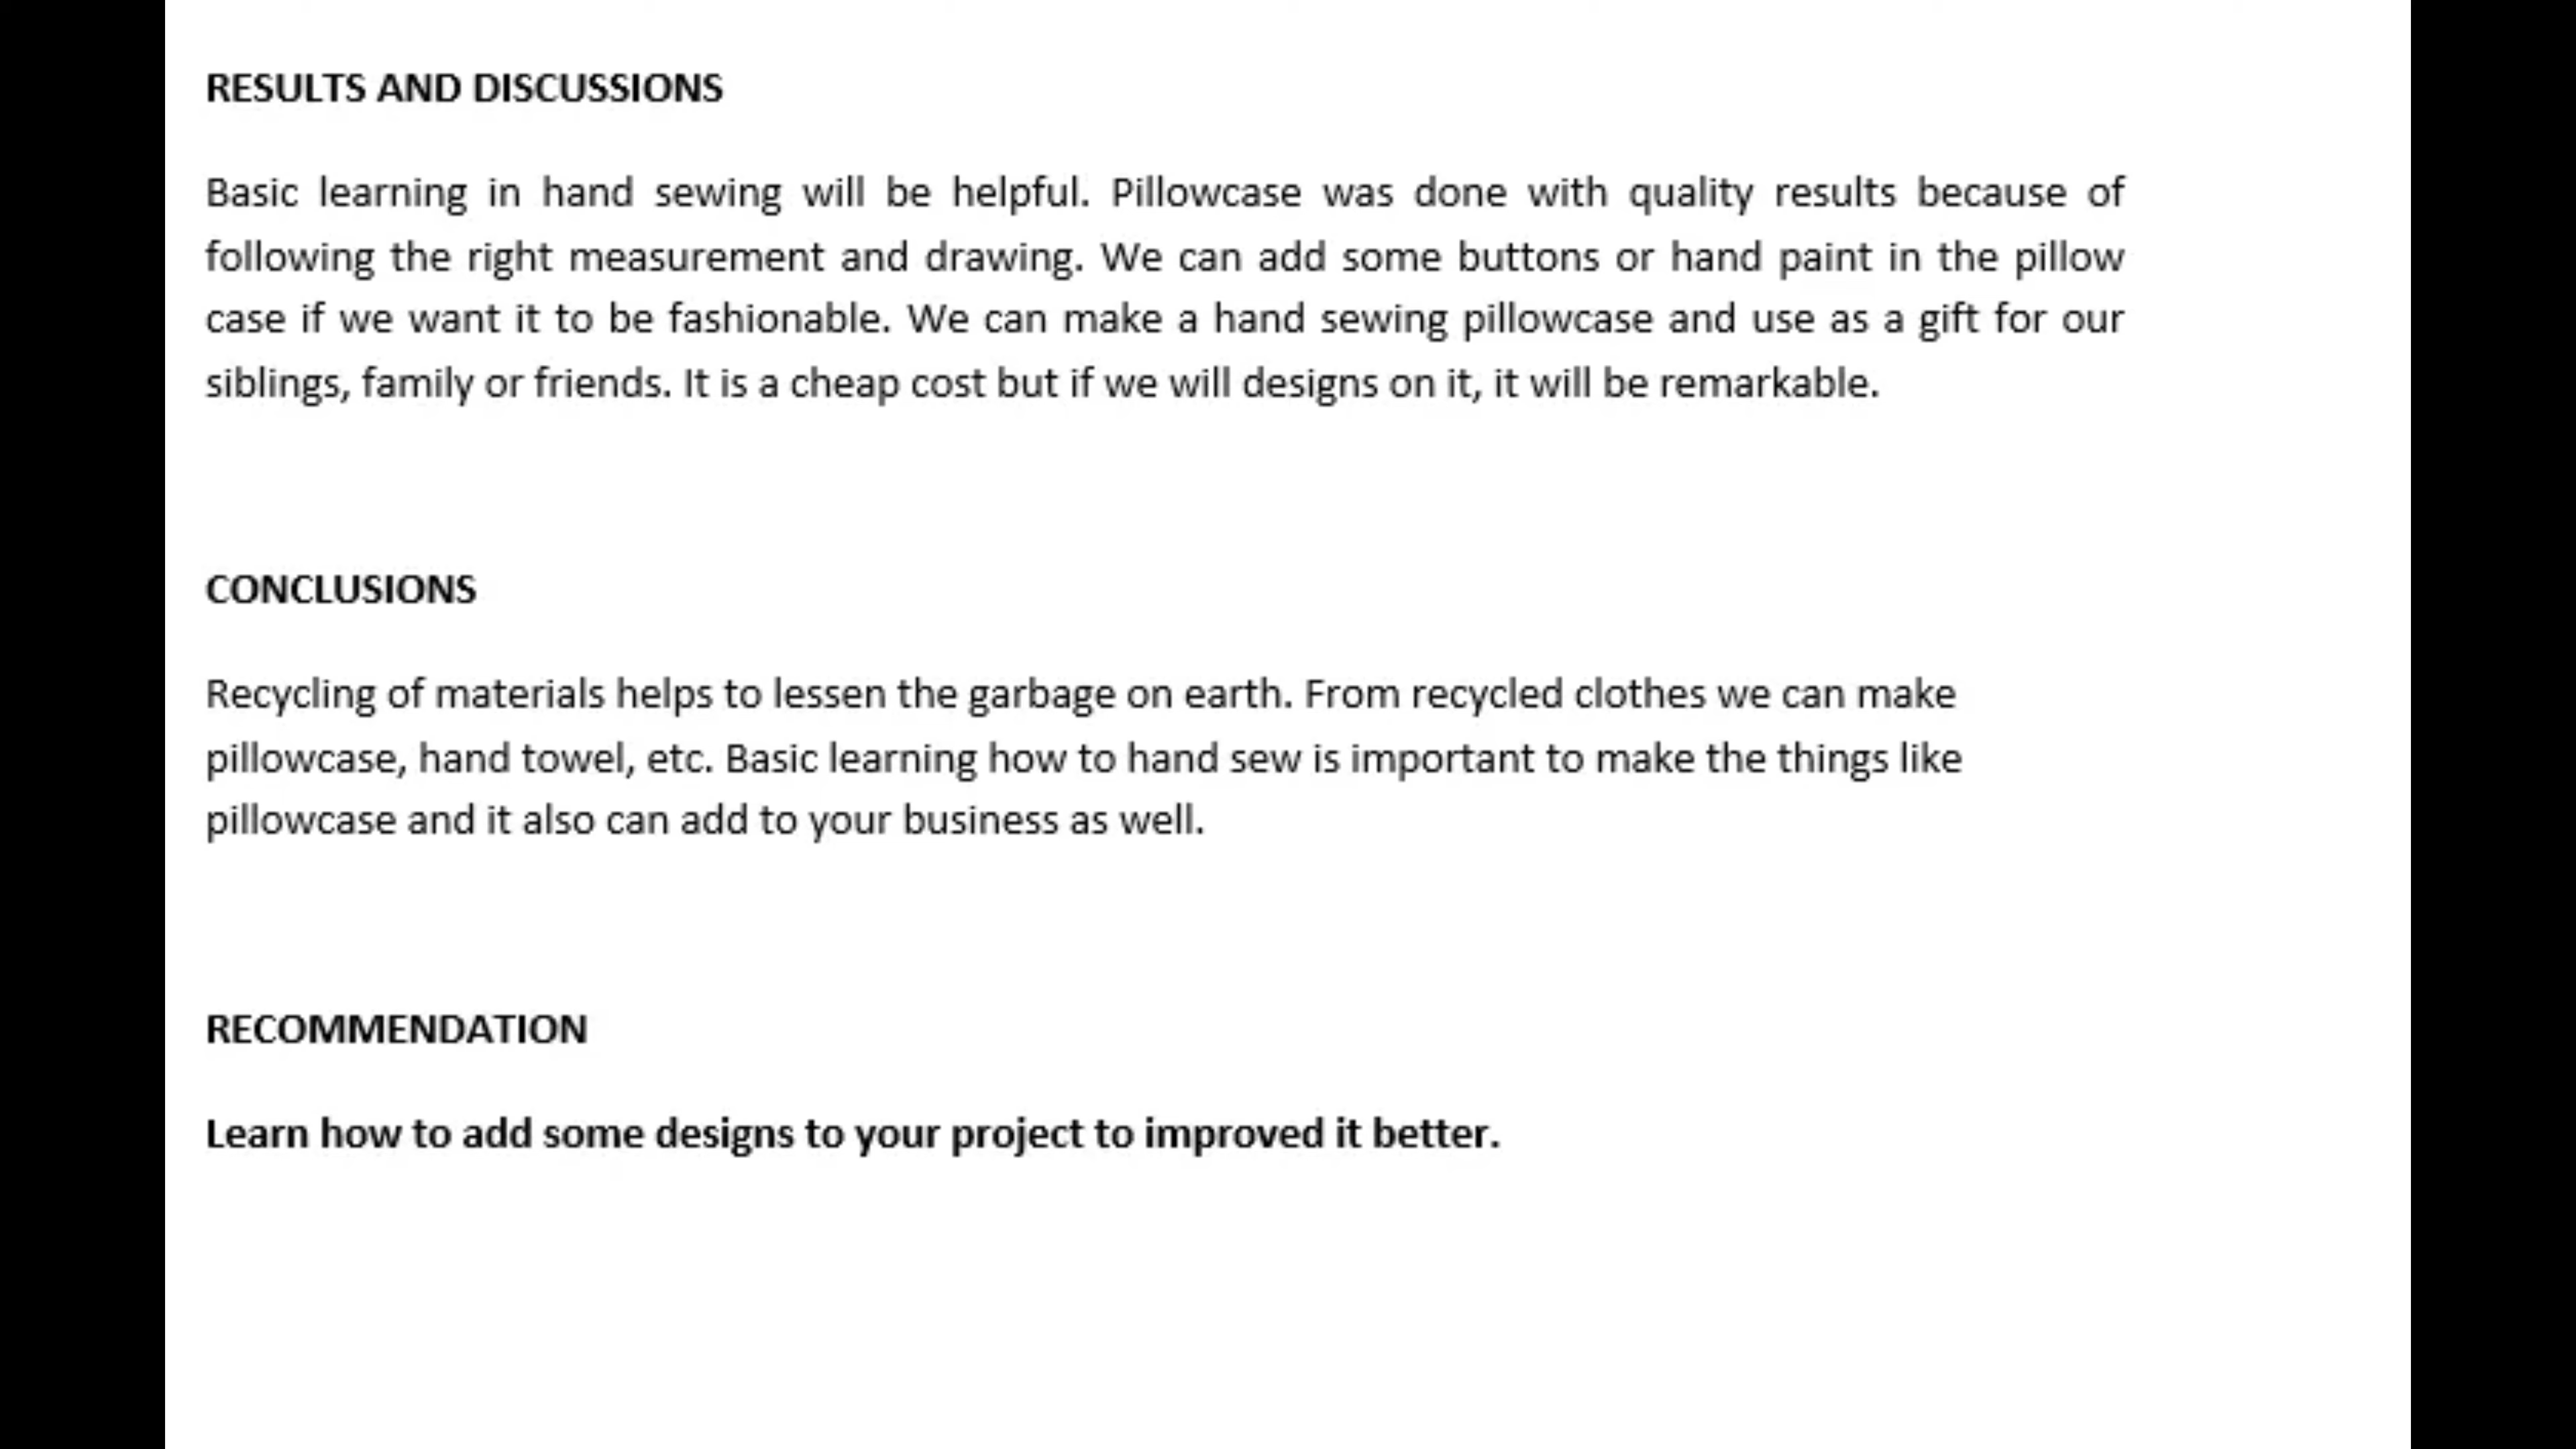 RESULTS AND DISCUSSIONS
Basic learning in hand sewing will be helpful. Pillowcase was done with quality results because of
following the right measurement and drawing. We can add some buttons or hand paint in the pillow
case if we want it to be fashionable. We can make a hand sewing pillowcase and use as a gift for our
siblings, family or friends. It is a cheap cost but if we will designs on it, it will be remarkable.
CONCLUSIONS
Recycling of materials helps to lessen the garbage on earth. From recycled clothes we can make
pillowcase, hand towel, etc. Basic learning how to hand sew is important to make the things like
pillowcase and it also can add to your business as well.
RECOMMENDATION
Learn how to add some designs to your project to improved it better.